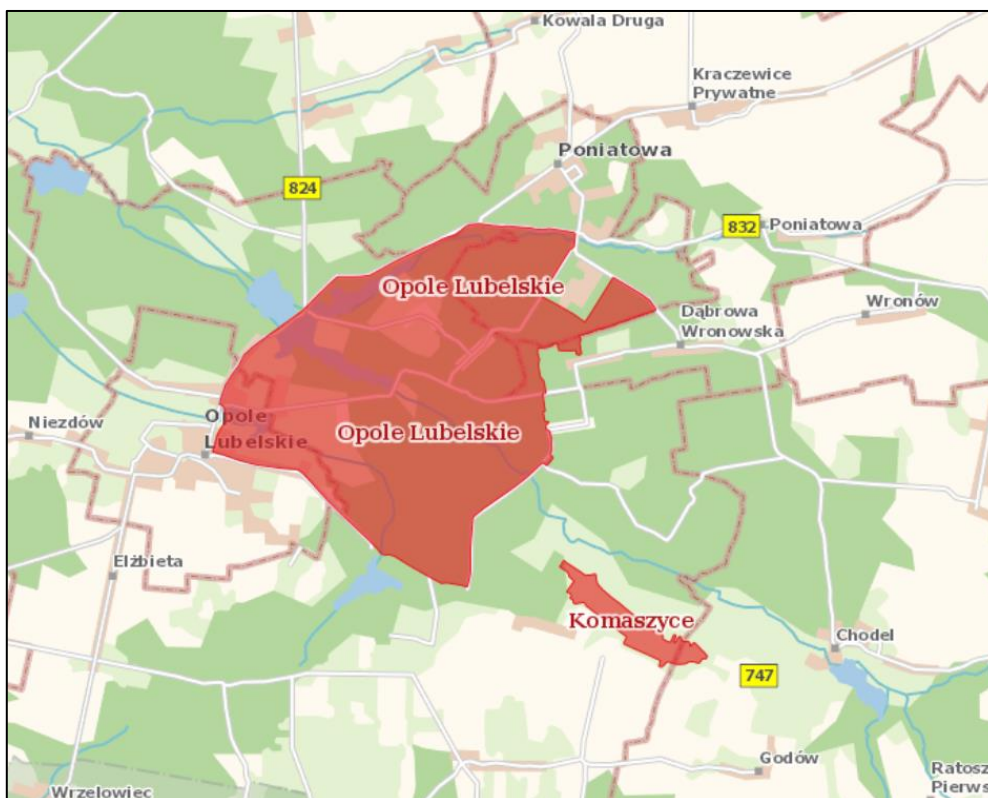 Kowala Druga
Kraczewice
Prywatne
Poniatowa
824
832
Poniatowa
Opole Lubelskie
Wronów
Dąbrowa
Wronowska
Niezdów
Opole
Lubelskie
Opole Lubelskie
Elżbieta
Komaszyce
Chodel
747
Godów
Ratosz
Pierws
Wrzelowiec